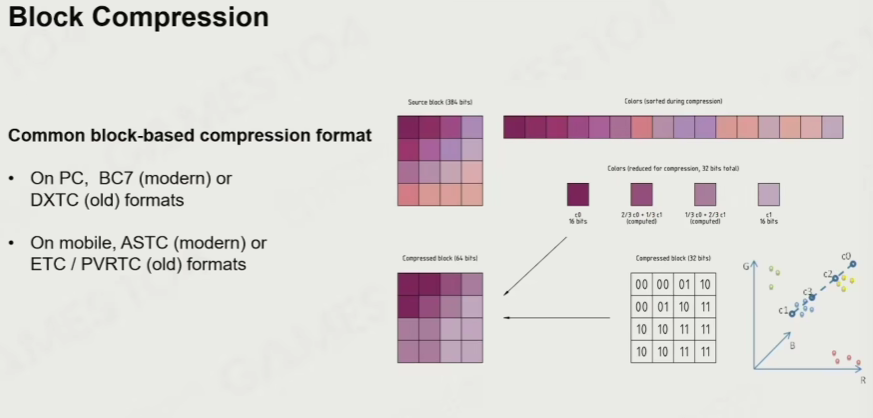 Block Compression
Common block-based compression format
• On PC, BC7 (modern) or
DXTC (old) formats
• On mobile, ASTC (modern) or
ETC / PVRTC (old) formats
Source block (384 bits)
Colors (sorted during compression)
Colors (reduced for compression, 32 bits total)
c0
16 bits
2/3 c0 + 1/3 c1
(computed)
1/3 c0 + 2/3 c1
(computed)
c1
16 bits
Compressed block (64 bits)
Compressed block (32 bits)
00 00 01 10
00 01 10 11
10 10 11 11
10 10 11 11
G
c0
c2
c3
c1
B
R
GAMES104